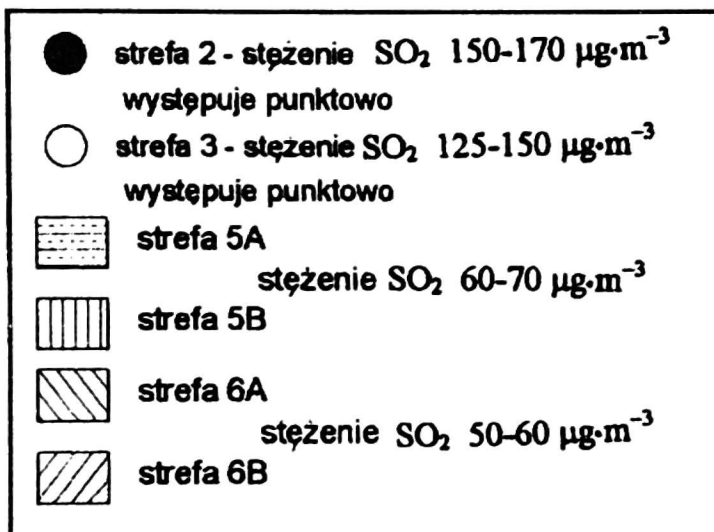 strefa 2 - stężenie SO₂ 150-170 µg·m⁻³
występuje punktowo
strefa 3 - stężenie SO₂ 125-150 µg·m⁻³
występuje punktowo
strefa 5A
stężenie SO₂ 60-70 µg·m⁻³
strefa 5B
strefa 6A
stężenie SO₂ 50-60 µg·m⁻³
strefa 6B